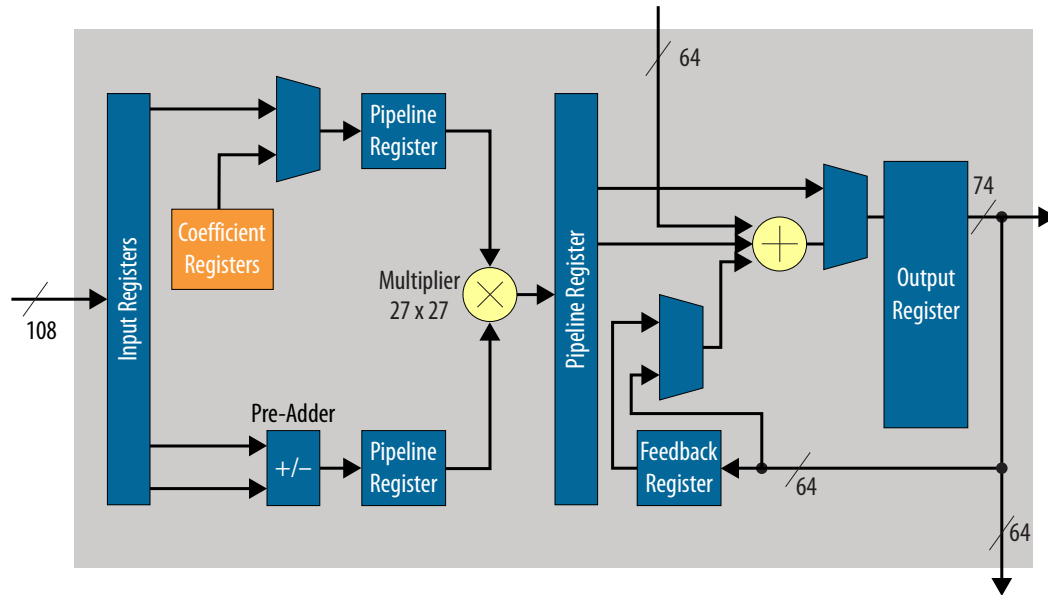 64
Pipeline
Register
Coefficient
Registers
Input Registers
108
Multiplier
27 x 27
×
Pipeline Register
+
74
Output
Register
Pre-Adder
+/–
Pipeline
Register
Feedback
Register
64
64